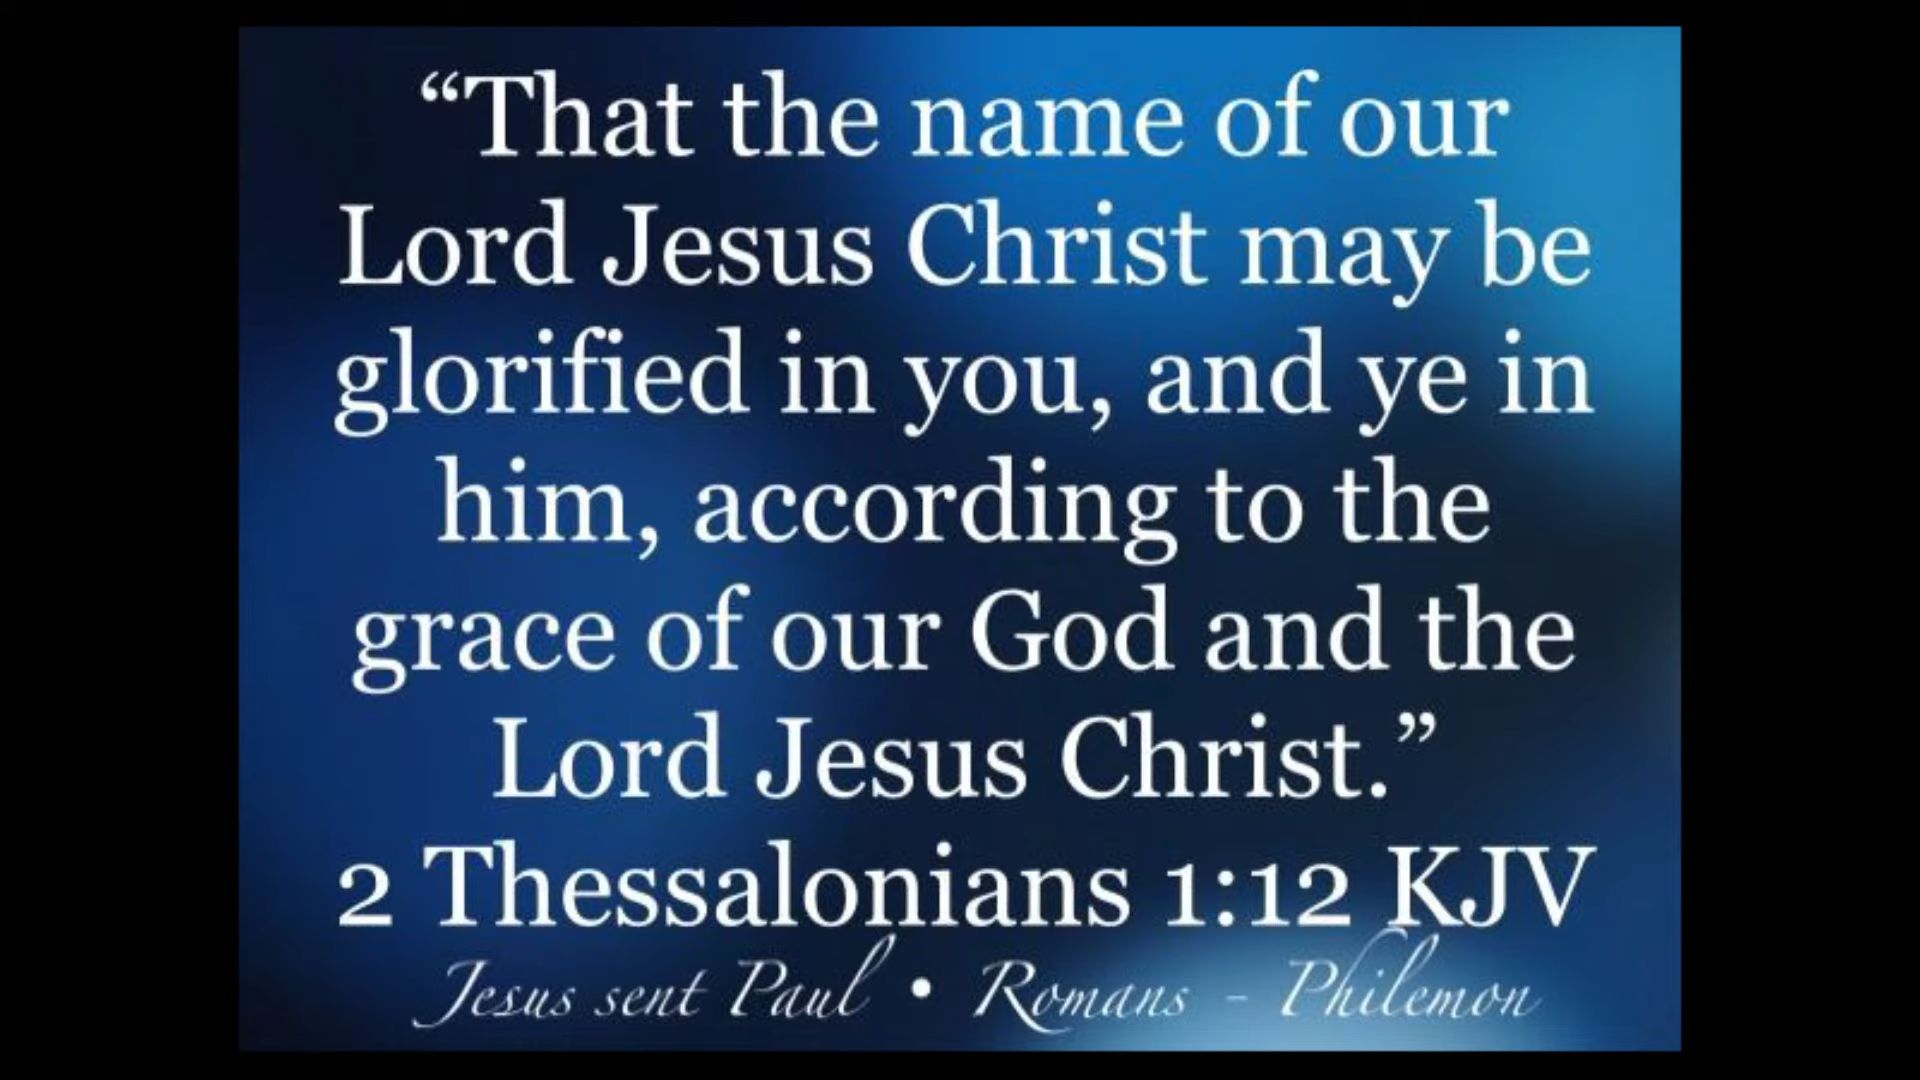 “That the name of our
Lord Jesus Christ may be
glorified in you, and ye in
him, according to the
grace of our God and the
Lord Jesus Christ.”
2 Thessalonians 1:12 KJV
Jesus sent Paul • Romans - Philemon